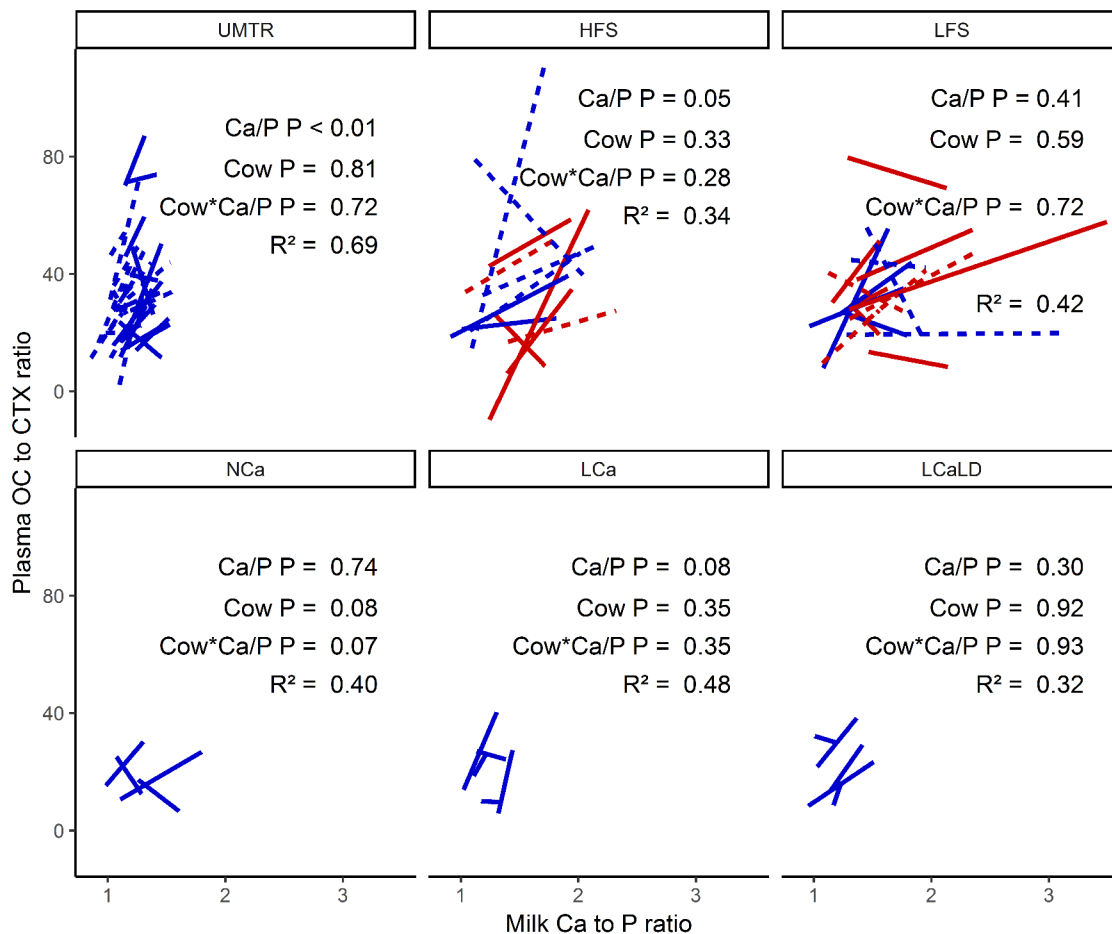 UMTR
HFS
LFS
Ca/P P < 0.01
Cow P = 0.81
Cow*Ca/P P = 0.72
R² = 0.69
Ca/P P = 0.05
Cow P = 0.33
Cow*Ca/P P = 0.28
R² = 0.34
Ca/P P = 0.41
Cow P = 0.59
Cow*Ca/P P = 0.72
R² = 0.42
80
40
0
NCa
LCa
LCaLD
Ca/P P = 0.74
Cow P = 0.08
Cow*Ca/P P = 0.07
R² = 0.40
Ca/P P = 0.08
Cow P = 0.35
Cow*Ca/P P = 0.35
R² = 0.48
Ca/P P = 0.30
Cow P = 0.92
Cow*Ca/P P = 0.93
R² = 0.32
80
40
0
1 2 3
1 2 3
1 2 3
Plasma OC to CTX ratio
Milk Ca to P ratio